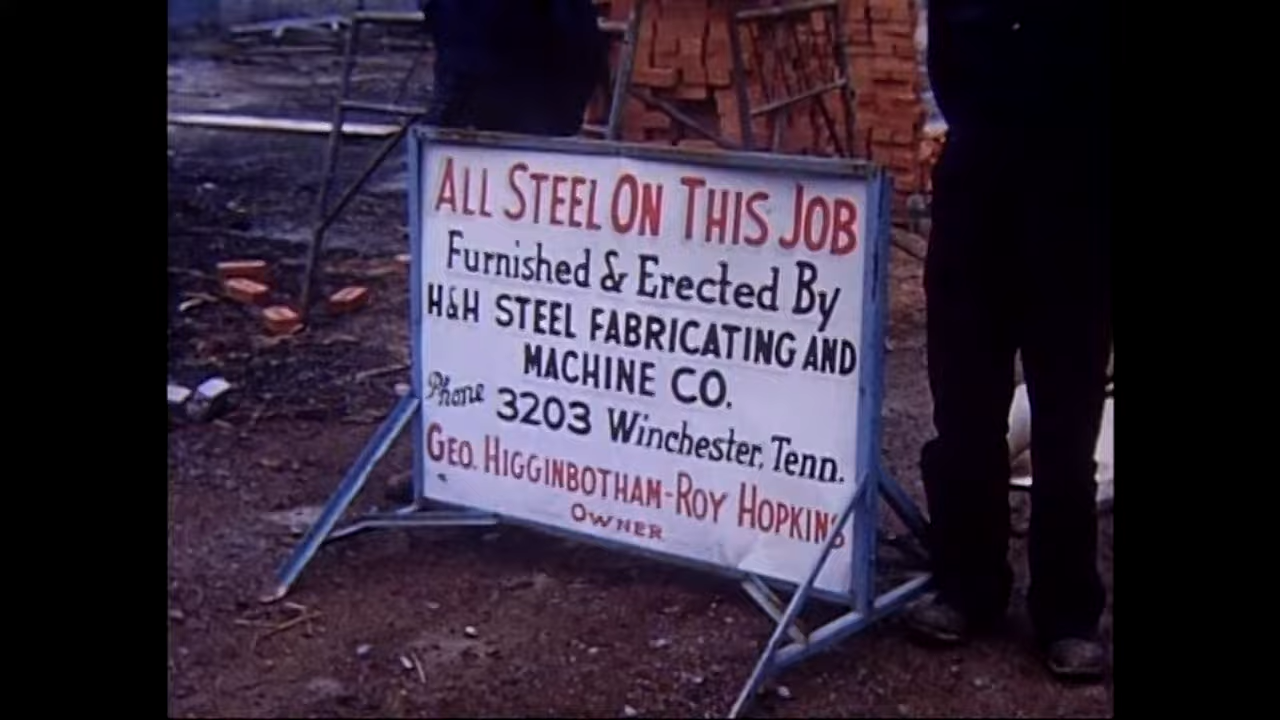 ALL STEEL ON THIS JOB
Furnished & Erected By
H&H STEEL FABRICATING AND
MACHINE CO.
Phone 3203 Winchester, Tenn.
GEO. HIGGINBOTHAM-ROY HOPKINS
OWNER